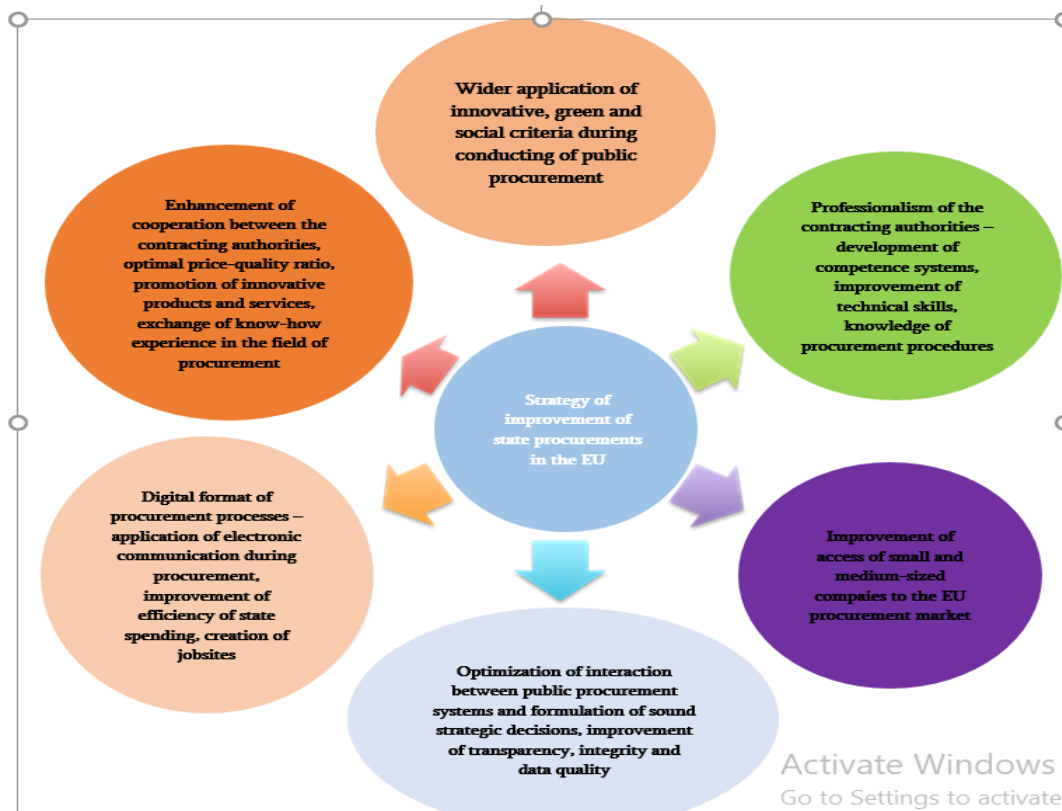 Wider application of
innovative, green and
social criteria during
conducting of public
procurement
Enhancement of
cooperation between the
contracting authorities,
optimal price-quality ratio,
promotion of innovative
products and services,
exchange of know-how
experience in the field of
procurement
Professionalism of the
contracting authorities –
development of
competence systems,
improvement of
technical skills,
knowledge of
procurement procedures
Strategy of
improvement of
state procurements
in the EU
Digital format of
procurement processes –
application of electronic
communication during
procurement,
improvement of
efficiency of state
spending, creation of
jobsites
Improvement of
access of small and
medium-sized
compaies to the EU
procurement market
Optimization of interaction
between public procurement
systems and formulation of sound
strategic decisions, improvement
of transparency, integrity and
data quality
Activate Windows
Go to Settings to activate